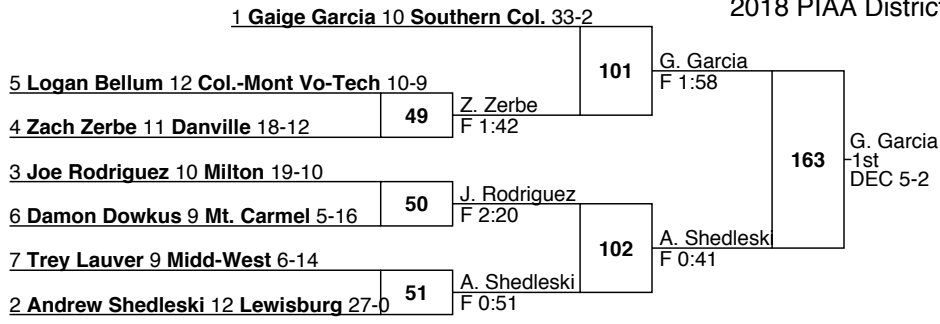 2018 PIAA District
1 Gaige Garcia 10 Southern Col. 33-2
101
G. Garcia
F 1:58
5 Logan Bellum 12 Col.-Mont Vo-Tech 10-9
49
Z. Zerbe
F 1:42
4 Zach Zerbe 11 Danville 18-12
163
G. Garcia
1st
DEC 5-2
3 Joe Rodriguez 10 Milton 19-10
50
J. Rodriguez
F 2:20
6 Damon Dowkus 9 Mt. Carmel 5-16
102
A. Shedleski
F 0:41
7 Trey Lauver 9 Midd-West 6-14
51
A. Shedleski
F 0:51
2 Andrew Shedleski 12 Lewisburg 27-0